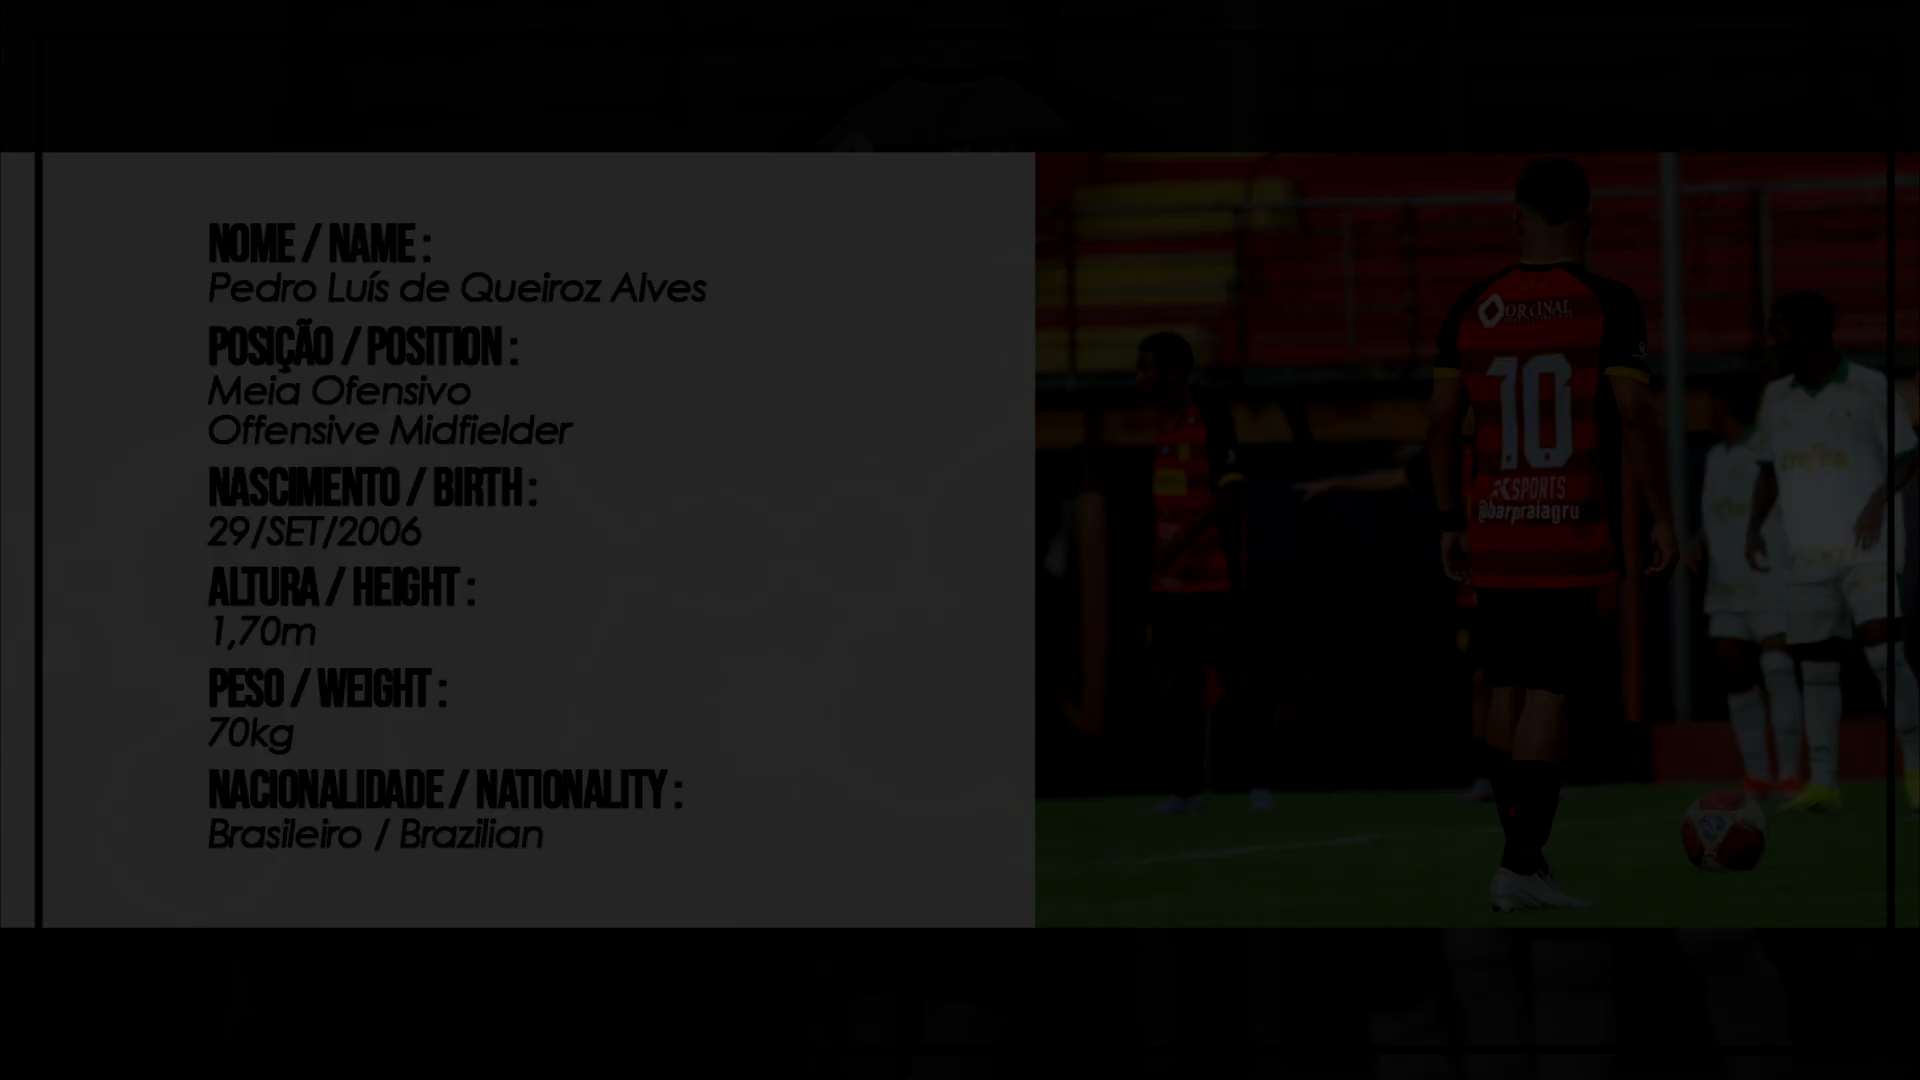 NOME / NAME :
Pedro Luís de Queiroz Alves
POSIÇÃO / POSITION :
Meia Ofensivo
Offensive Midfielder
NASCIMENTO / BIRTH :
29/SET/2006
ALTURA / HEIGHT :
1,70m
PESO / WEIGHT :
70kg
NACIONALIDADE / NATIONALITY :
Brasileiro / Brazilian
10
SPORTS
@barpraiagru